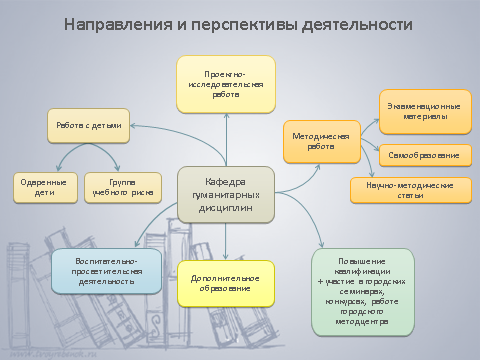 Направления и перспективы деятельности
Проектно-
исследовательская
работа
Работа с детьми
Одаренные
дети
Группа
учебного риска
Методическая
работа
Экзаменационные
материалы
Самообразование
Научно-методические
статьи
Кафедра
гуманитарных
дисциплин
Воспитательно-
просветительская
деятельность
Дополнительное
образование
Повышение
квалификации
+ участие в городских
семинарах,
конкурсах, работе
городского
методцентра